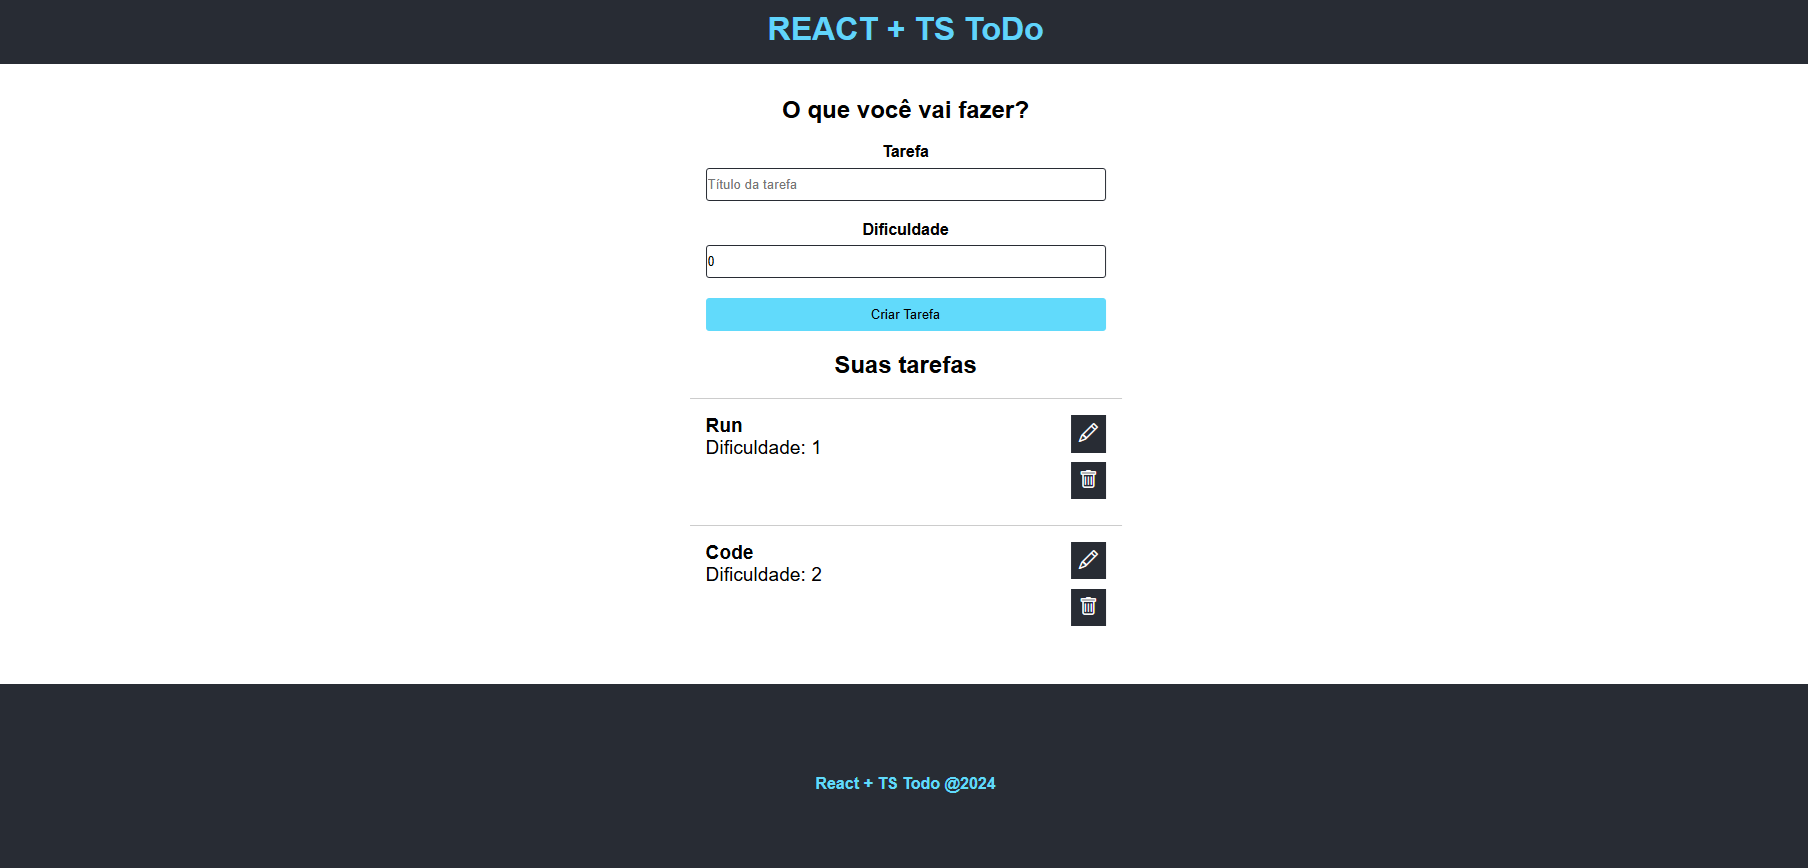 REACT + TS ToDo
O que você vai fazer?
Tarefa
Título da tarefa
Dificuldade
0
Criar Tarefa
Suas tarefas
Run
Dificuldade: 1
Code
Dificuldade: 2
React + TS Todo @2024